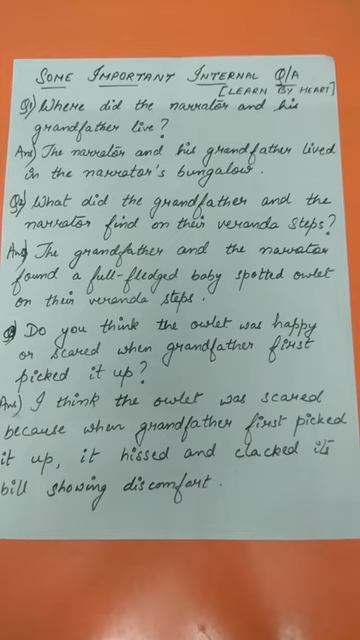 SOME IMPORTANT INTERNAL Q/A
[LEARN BY HEART]
Q1) Where did the narrator and his
grandfather live?
Ans) The narrator and his grandfather lived
in the narrator's bungalow.
Q2) What did the grandfather and the
narrator find on their veranda steps?
Ans) The grandfather and the narrator
found a full-fledged baby spotted owlet
on their veranda steps.
Q3) Do you think the owlet was happy
or scared when grandfather first
picked it up?
Ans) I think the owlet was scared
because when grandfather first picked
it up, it hissed and clacked its
bill showing discomfort.